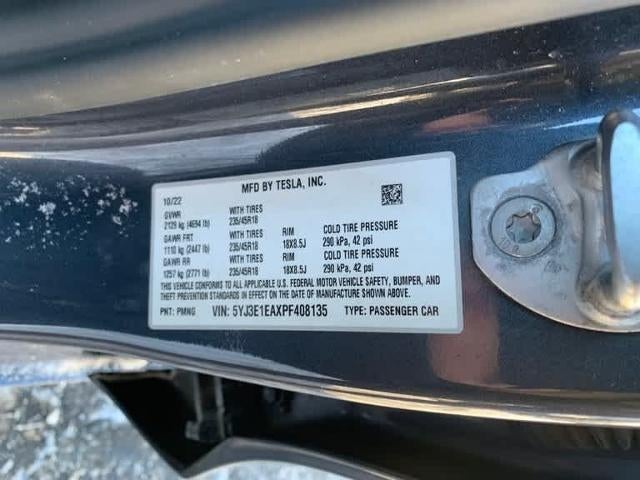 MFD BY TESLA, INC.
10/22
GVWR WITH TIRES
2129 kg (4694 lb) 235/45R18
GAWR FRT WITH TIRES RIM COLD TIRE PRESSURE
1110 kg (2447 lb) 235/45R18 18X8.5J 290 kPa, 42 psi
GAWR RR WITH TIRES RIM COLD TIRE PRESSURE
1257 kg (2771 lb) 235/45R18 18X8.5J 290 kPa, 42 psi
THIS VEHICLE CONFORMS TO ALL APPLICABLE U.S. FEDERAL MOTOR VEHICLE SAFETY, BUMPER, AND
THEFT PREVENTION STANDARDS IN EFFECT ON THE DATE OF MANUFACTURE SHOWN ABOVE.
PNT: PMNG VIN: 5YJ3E1EAXPF408135 TYPE: PASSENGER CAR